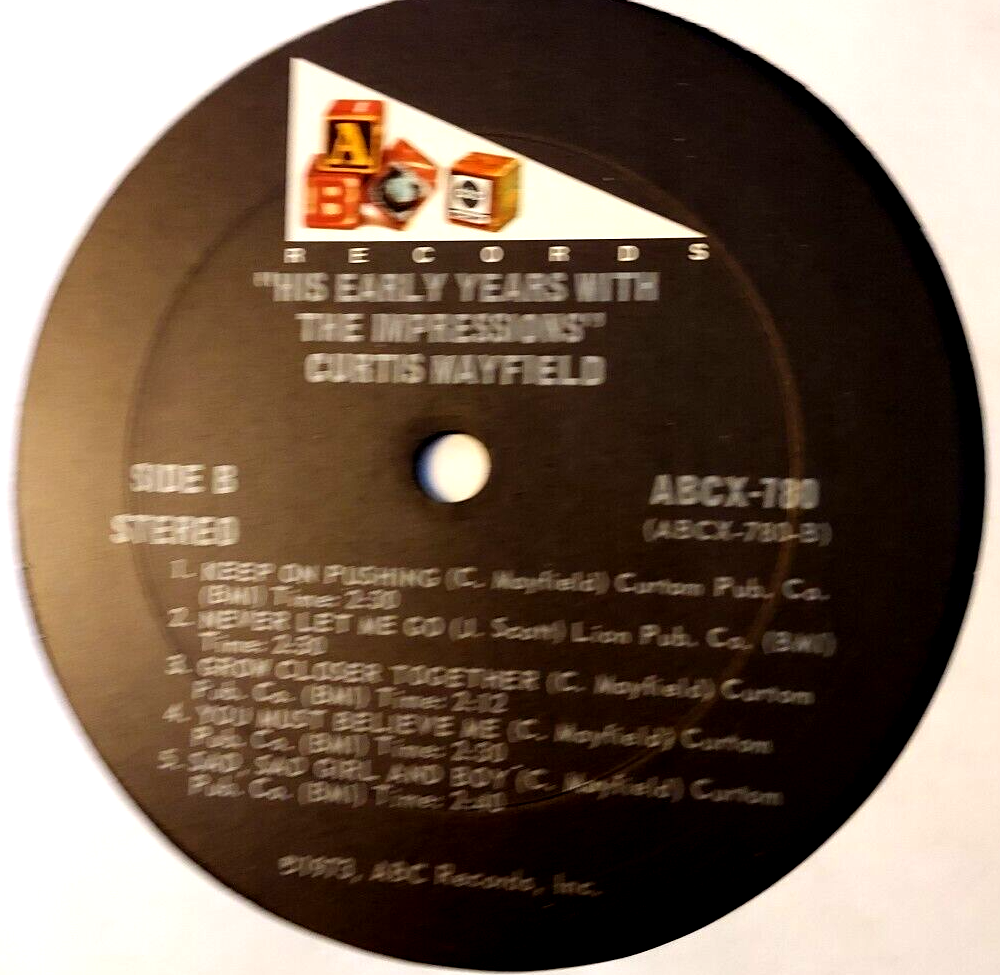 A
B C
RECORDS
"HIS EARLY YEARS WITH
THE IMPRESSIONS"
CURTIS MAYFIELD
SIDE B
STEREO
ABCX-780
(ABCX-780-B)
1. KEEP ON PUSHING (C. Mayfield) Curtom Pub. Co.
(BMI) Time: 2:30
2. NEVER LET ME GO (J. Scott) Lion Pub. Co. (BMI)
Time: 2:30
3. GROW CLOSER TOGETHER (C. Mayfield) Curtom
Pub. Co. (BMI) Time: 2:12
4. YOU MUST BELIEVE ME (C. Mayfield) Curtom
Pub. Co. (BMI) Time: 2:30
5. SAD, SAD GIRL AND BOY (C. Mayfield) Curtom
Pub. Co. (BMI) Time: 2:41
©1973, ABC Records, Inc.